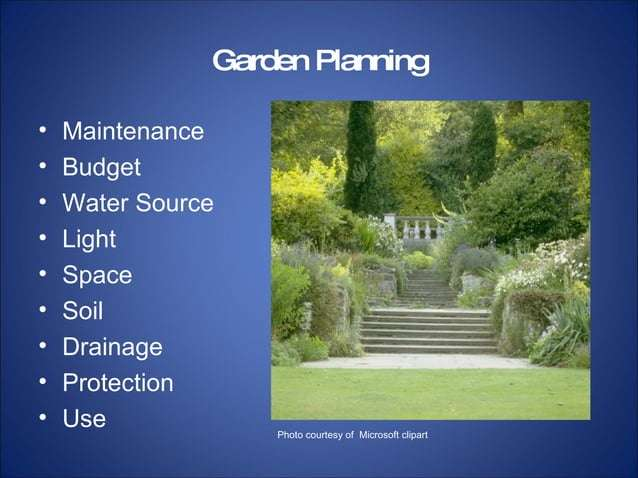 Garden Planning
• Maintenance
• Budget
• Water Source
• Light
• Space
• Soil
• Drainage
• Protection
• Use
Photo courtesy of Microsoft clipart